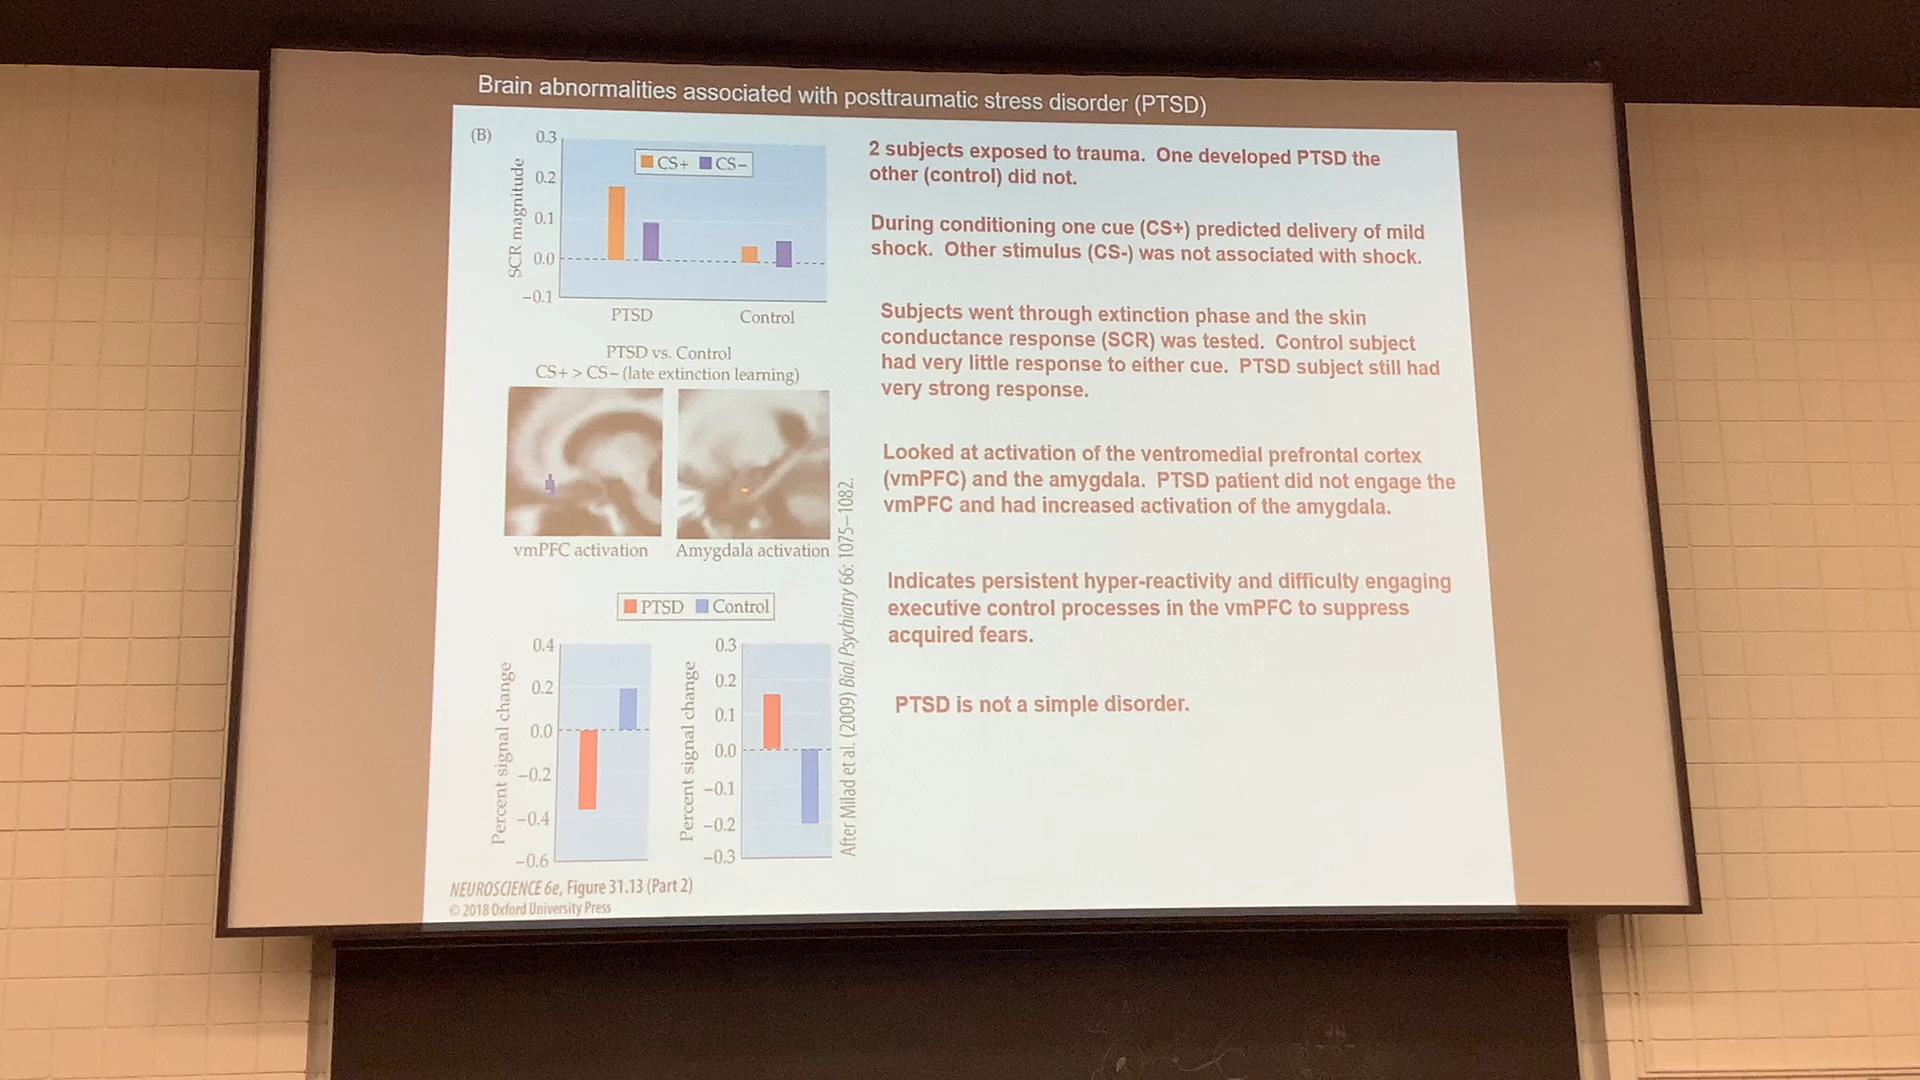 Brain abnormalities associated with posttraumatic stress disorder (PTSD)
(B)
0.3
0.2
0.1
0.0
−0.1
SCR magnitude
CS+ CS−
PTSD
Control
PTSD vs. Control
CS+ > CS− (late extinction learning)
vmPFC activation
Amygdala activation
PTSD Control
0.4
0.2
0.0
−0.2
−0.4
−0.6
Percent signal change
0.3
0.2
0.1
0.0
−0.1
−0.2
−0.3
Percent signal change
After Milad et al. (2009) Biol. Psychiatry 66: 1075–1082.
NEUROSCIENCE 6e, Figure 31.13 (Part 2)
© 2018 Oxford University Press
2 subjects exposed to trauma. One developed PTSD the
other (control) did not.
During conditioning one cue (CS+) predicted delivery of mild
shock. Other stimulus (CS-) was not associated with shock.
Subjects went through extinction phase and the skin
conductance response (SCR) was tested. Control subject
had very little response to either cue. PTSD subject still had
very strong response.
Looked at activation of the ventromedial prefrontal cortex
(vmPFC) and the amygdala. PTSD patient did not engage the
vmPFC and had increased activation of the amygdala.
Indicates persistent hyper-reactivity and difficulty engaging
executive control processes in the vmPFC to suppress
acquired fears.
PTSD is not a simple disorder.